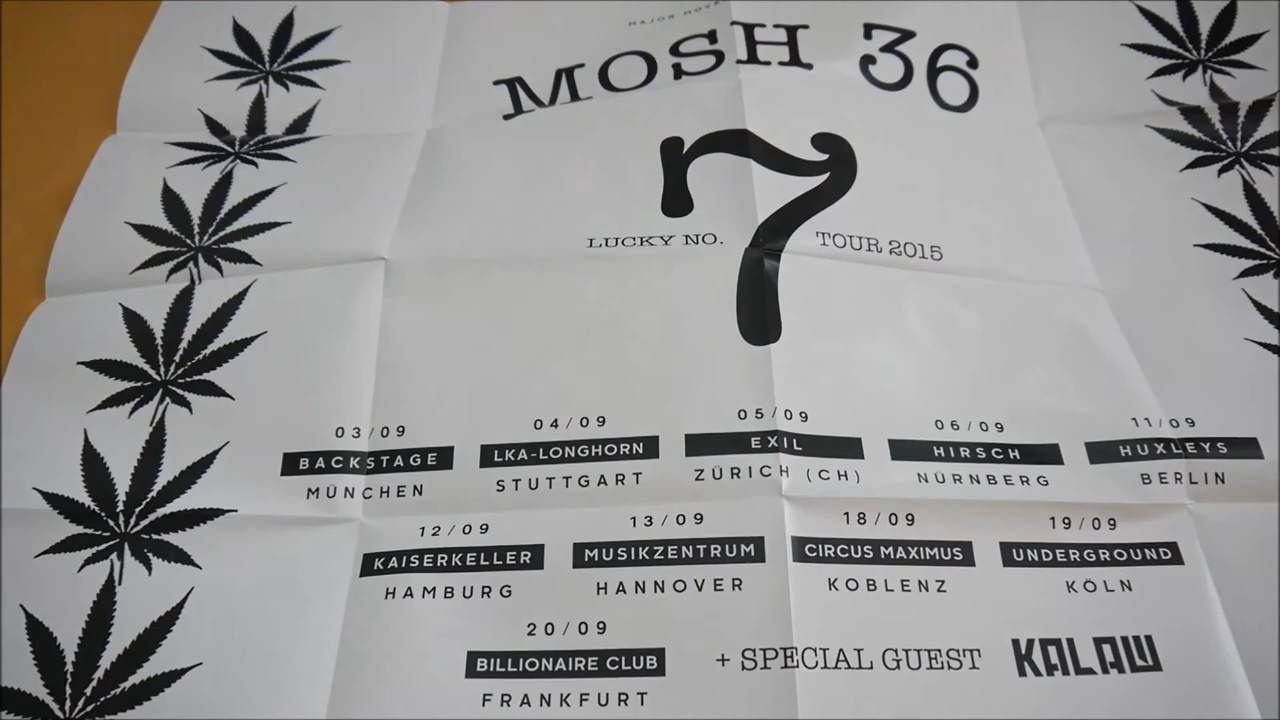 MAJOR MOVE
MOSH 36
7
LUCKY NO. TOUR 2015
03/09 04/09 05/09 06/09 11/09
BACKSTAGE LKA-LONGHORN EXIL HIRSCH HUXLEYS
MÜNCHEN STUTTGART ZÜRICH (CH) NÜRNBERG BERLIN
12/09 13/09 18/09 19/09
KAISERKELLER MUSIKZENTRUM CIRCUS MAXIMUS UNDERGROUND
HAMBURG HANNOVER KOBLENZ KÖLN
20/09
BILLIONAIRE CLUB
FRANKFURT
+ SPECIAL GUEST KALAW